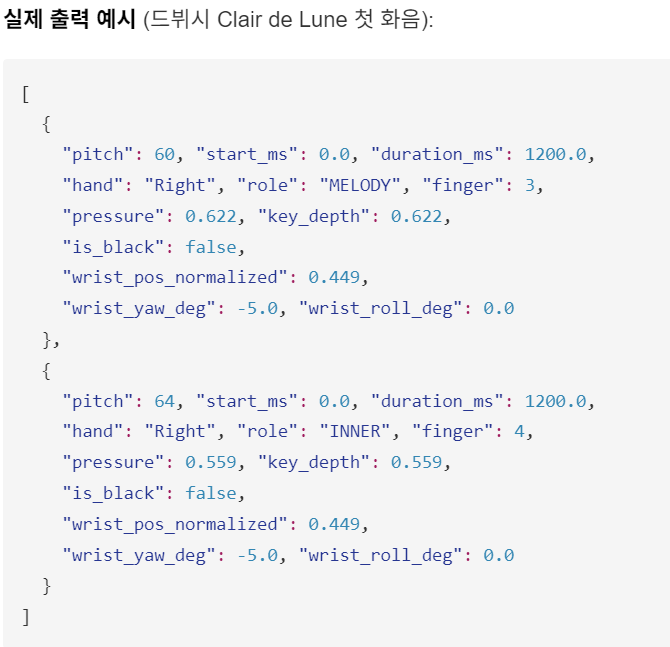 실제 출력 예시 (드뷔시 Clair de Lune 첫 화음):
[
  {
    "pitch": 60, "start_ms": 0.0, "duration_ms": 1200.0,
    "hand": "Right", "role": "MELODY", "finger": 3,
    "pressure": 0.622, "key_depth": 0.622,
    "is_black": false,
    "wrist_pos_normalized": 0.449,
    "wrist_yaw_deg": -5.0, "wrist_roll_deg": 0.0
  },
  {
    "pitch": 64, "start_ms": 0.0, "duration_ms": 1200.0,
    "hand": "Right", "role": "INNER", "finger": 4,
    "pressure": 0.559, "key_depth": 0.559,
    "is_black": false,
    "wrist_pos_normalized": 0.449,
    "wrist_yaw_deg": -5.0, "wrist_roll_deg": 0.0
  }
]